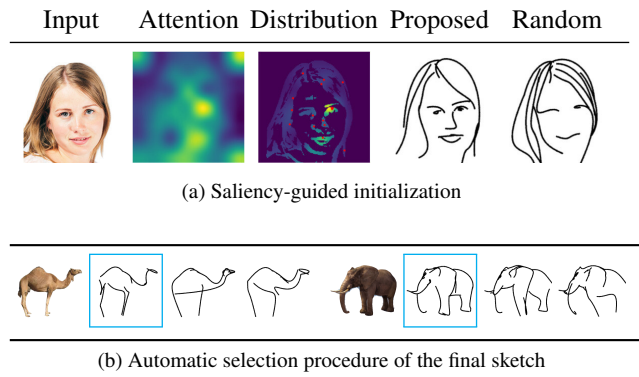 Input Attention Distribution Proposed Random
(a) Saliency-guided initialization
(b) Automatic selection procedure of the final sketch